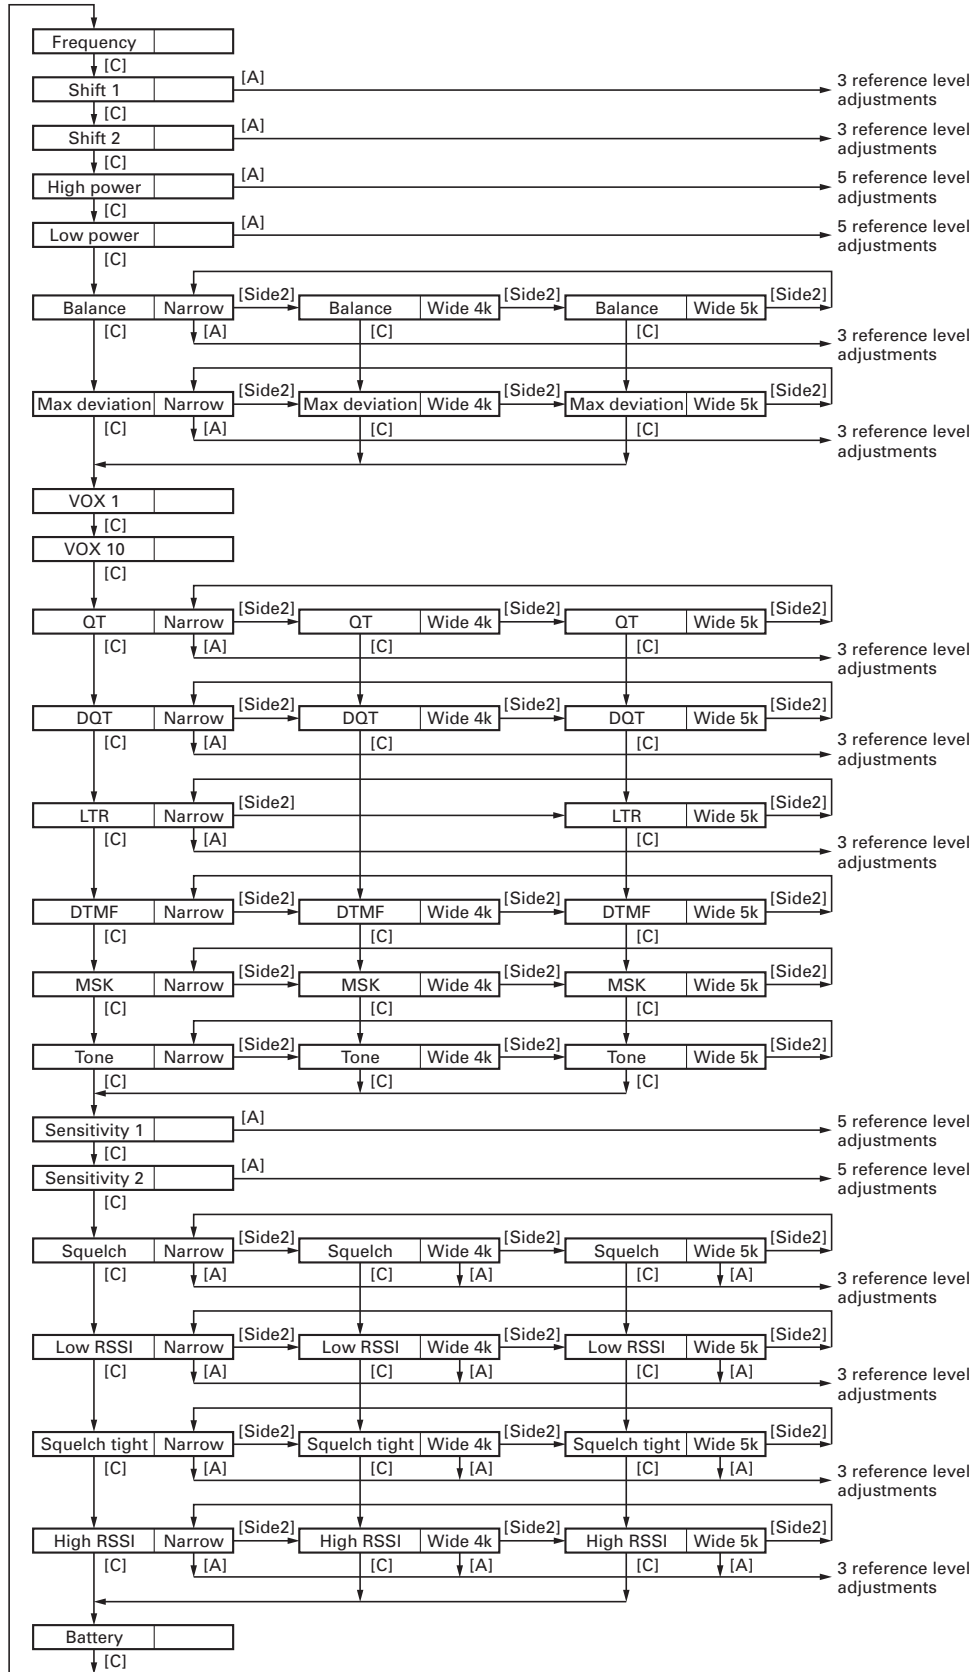 Frequency
[C]
Shift 1
[A]
3 reference level
adjustments
[C]
Shift 2
[A]
3 reference level
adjustments
[C]
High power
[A]
5 reference level
adjustments
[C]
Low power
[A]
5 reference level
adjustments
[C]
Balance Narrow [Side2] Balance Wide 4k [Side2] Balance Wide 5k [Side2]
[C] [A] [C] [C]
3 reference level
adjustments
Max deviation Narrow [Side2] Max deviation Wide 4k [Side2] Max deviation Wide 5k [Side2]
[C] [A] [C] [C]
3 reference level
adjustments
VOX 1
[C]
VOX 10
[C]
QT Narrow [Side2] QT Wide 4k [Side2] QT Wide 5k [Side2]
[C] [A] [C] [C]
3 reference level
adjustments
DQT Narrow [Side2] DQT Wide 4k [Side2] DQT Wide 5k [Side2]
[C] [A] [C] [C]
3 reference level
adjustments
LTR Narrow [Side2] LTR Wide 5k [Side2]
[C] [A] [C]
3 reference level
adjustments
DTMF Narrow [Side2] DTMF Wide 4k [Side2] DTMF Wide 5k [Side2]
[C] [C] [C]
MSK Narrow [Side2] MSK Wide 4k [Side2] MSK Wide 5k [Side2]
[C] [C] [C]
Tone Narrow [Side2] Tone Wide 4k [Side2] Tone Wide 5k [Side2]
[C] [C] [C]
Sensitivity 1
[A]
5 reference level
adjustments
[C]
Sensitivity 2
[A]
5 reference level
adjustments
[C]
Squelch Narrow [Side2] Squelch Wide 4k [Side2] Squelch Wide 5k [Side2]
[C] [A] [C] [A] [C] [A]
3 reference level
adjustments
Low RSSI Narrow [Side2] Low RSSI Wide 4k [Side2] Low RSSI Wide 5k [Side2]
[C] [A] [C] [A] [C] [A]
3 reference level
adjustments
Squelch tight Narrow [Side2] Squelch tight Wide 4k [Side2] Squelch tight Wide 5k [Side2]
[C] [A] [C] [A] [C] [A]
3 reference level
adjustments
High RSSI Narrow [Side2] High RSSI Wide 4k [Side2] High RSSI Wide 5k [Side2]
[C] [A] [C] [A] [C] [A]
3 reference level
adjustments
Battery
[C]